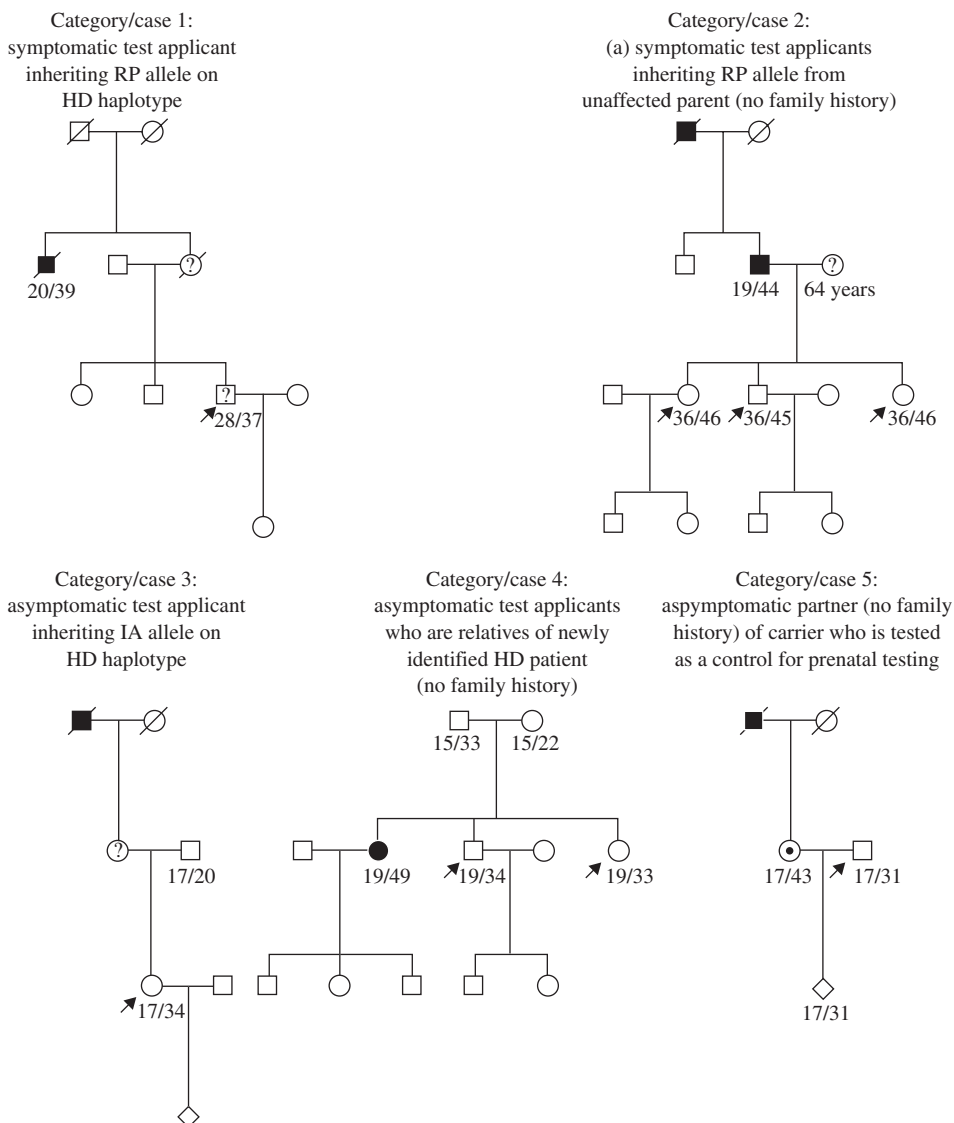 Category/case 1:
symptomatic test applicant
inheriting RP allele on
HD haplotype
?
20/39
?
28/37
Category/case 2:
(a) symptomatic test applicants
inheriting RP allele from
unaffected parent (no family history)
?
19/44
64 years
36/46
36/45
36/46
Category/case 3:
asymptomatic test applicant
inheriting IA allele on
HD haplotype
?
17/20
17/34
Category/case 4:
asymptomatic test applicants
who are relatives of newly
identified HD patient
(no family history)
15/33
15/22
19/49
19/34
19/33
Category/case 5:
aspymptomatic partner (no family
history) of carrier who is tested
as a control for prenatal testing
17/43
17/31
17/31